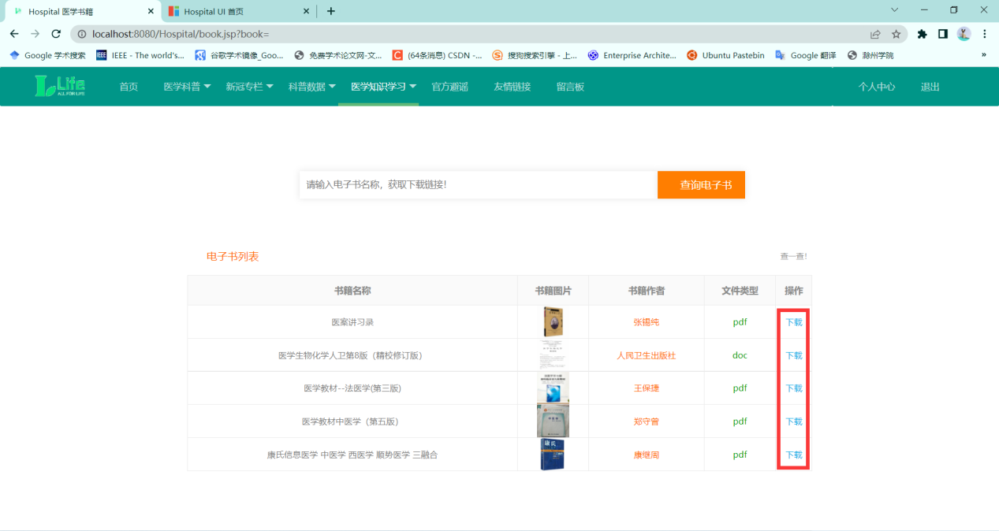 Hospital 医学书籍
Hospital UI 首页
localhost:8080/Hospital/book.jsp?book=
Google 学术搜索
IEEE - The world's...
谷歌学术镜像_Goo...
免费学术论文网-文...
(64条消息) CSDN -...
搜狗搜索引擎 - 上...
Enterprise Archite...
Ubuntu Pastebin
Google 翻译
滁州学院
»
Life
ALL FOR LIFE
首页
医学科普
新冠专栏
科普数据
医学知识学习
官方避谣
友情链接
留言板
个人中心
退出
请输入电子书名称，获取下载链接！
查询电子书
电子书列表
查一查！
书籍名称 书籍图片 书籍作者 文件类型 操作
医案讲习录 张锡纯 pdf 下载
医学生物化学人卫第8版（精校修订版） 人民卫生出版社 doc 下载
医学教材--法医学(第三版) 王保捷 pdf 下载
医学教材中医学（第五版） 郑守曾 pdf 下载
康氏信息医学 中医学 西医学 顺势医学 三融合 康继周 pdf 下载
康氏